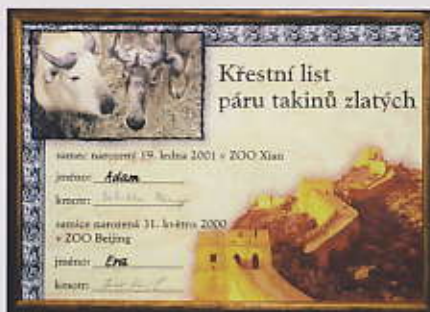 Křestní list
páru takinů zlatých
samec narozený 19. ledna 2001 v ZOO Xian
jméno: Adam
kmotr:
samice narozená 31. května 2000
v ZOO Beijing
jméno: Eva
kmotr: